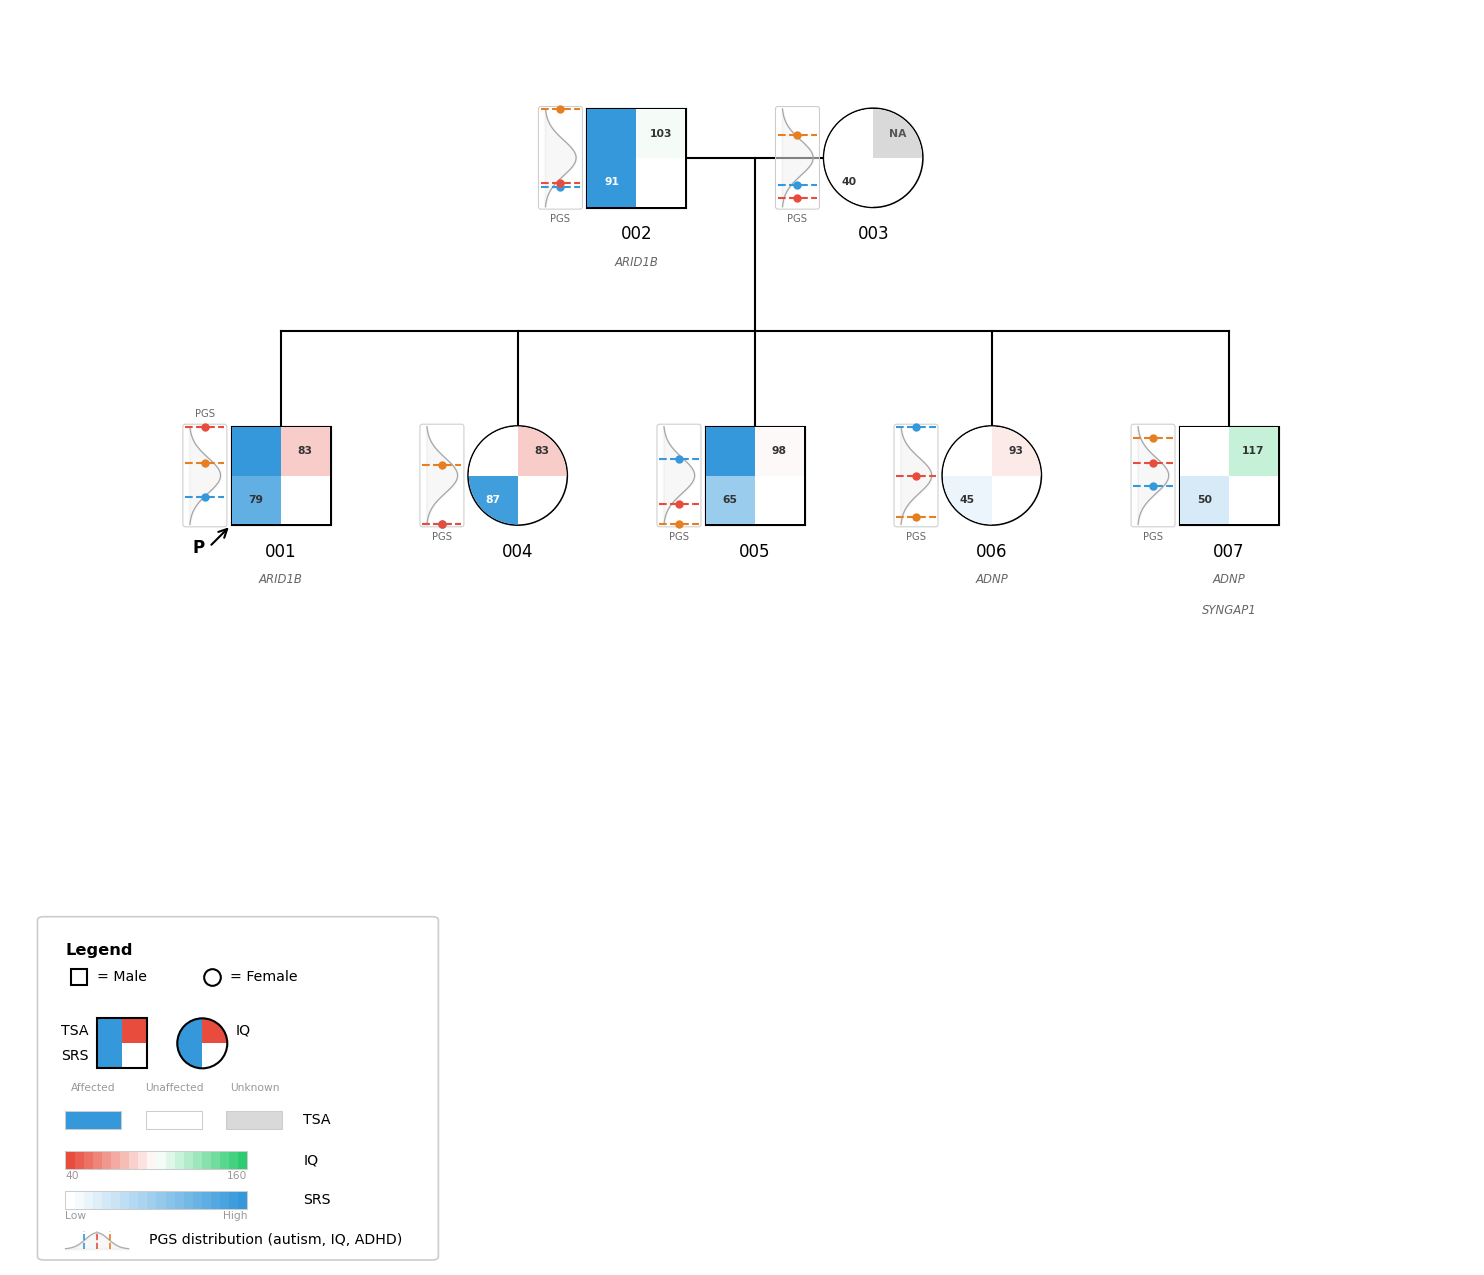 103
NA
91
40
PGS
PGS
002
003
ARID1B
PGS
83
83
98
93
117
79
87
65
45
50
PGS
PGS
PGS
PGS
P
001
004
005
006
007
ARID1B
ADNP
ADNP
SYNGAP1
Legend
= Male
= Female
TSA
IQ
SRS
Affected
Unaffected
Unknown
TSA
IQ
40
160
SRS
Low
High
PGS distribution (autism, IQ, ADHD)